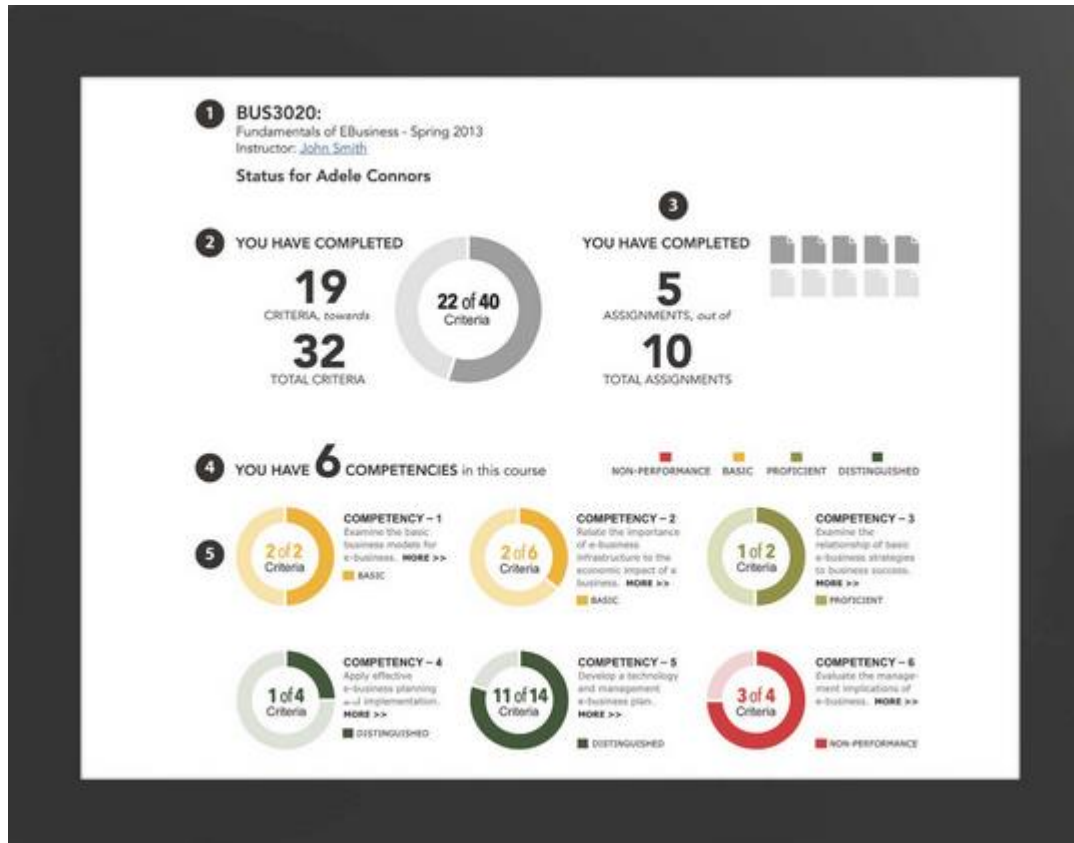 1
BUS3020:
Fundamentals of EBusiness - Spring 2013
Instructor: John Smith
Status for Adele Connors
2
YOU HAVE COMPLETED
19
CRITERIA, towards
32
TOTAL CRITERIA
22 of 40
Criteria
3
YOU HAVE COMPLETED
5
ASSIGNMENTS, out of
10
TOTAL ASSIGNMENTS
4
YOU HAVE 6 COMPETENCIES in this course
NON-PERFORMANCE BASIC PROFICIENT DISTINGUISHED
5
2 of 2
Criteria
COMPETENCY – 1
Examine the basic
business models for
e-business. MORE >>
BASIC
2 of 6
Criteria
COMPETENCY – 2
Relate the importance
of e-business
infrastructure to the
economic impact of a
business. MORE >>
BASIC
1 of 2
Criteria
COMPETENCY – 3
Examine the
relationship of basic
e-business strategies
to business success.
MORE >>
PROFICIENT
1 of 4
Criteria
COMPETENCY – 4
Apply effective
e-business planning
and implementation.
MORE >>
DISTINGUISHED
11 of 14
Criteria
COMPETENCY – 5
Develop a technology
and management
e-business plan.
MORE >>
DISTINGUISHED
3 of 4
Criteria
COMPETENCY – 6
Evaluate the manage-
ment implications of
e-business. MORE >>
NON-PERFORMANCE